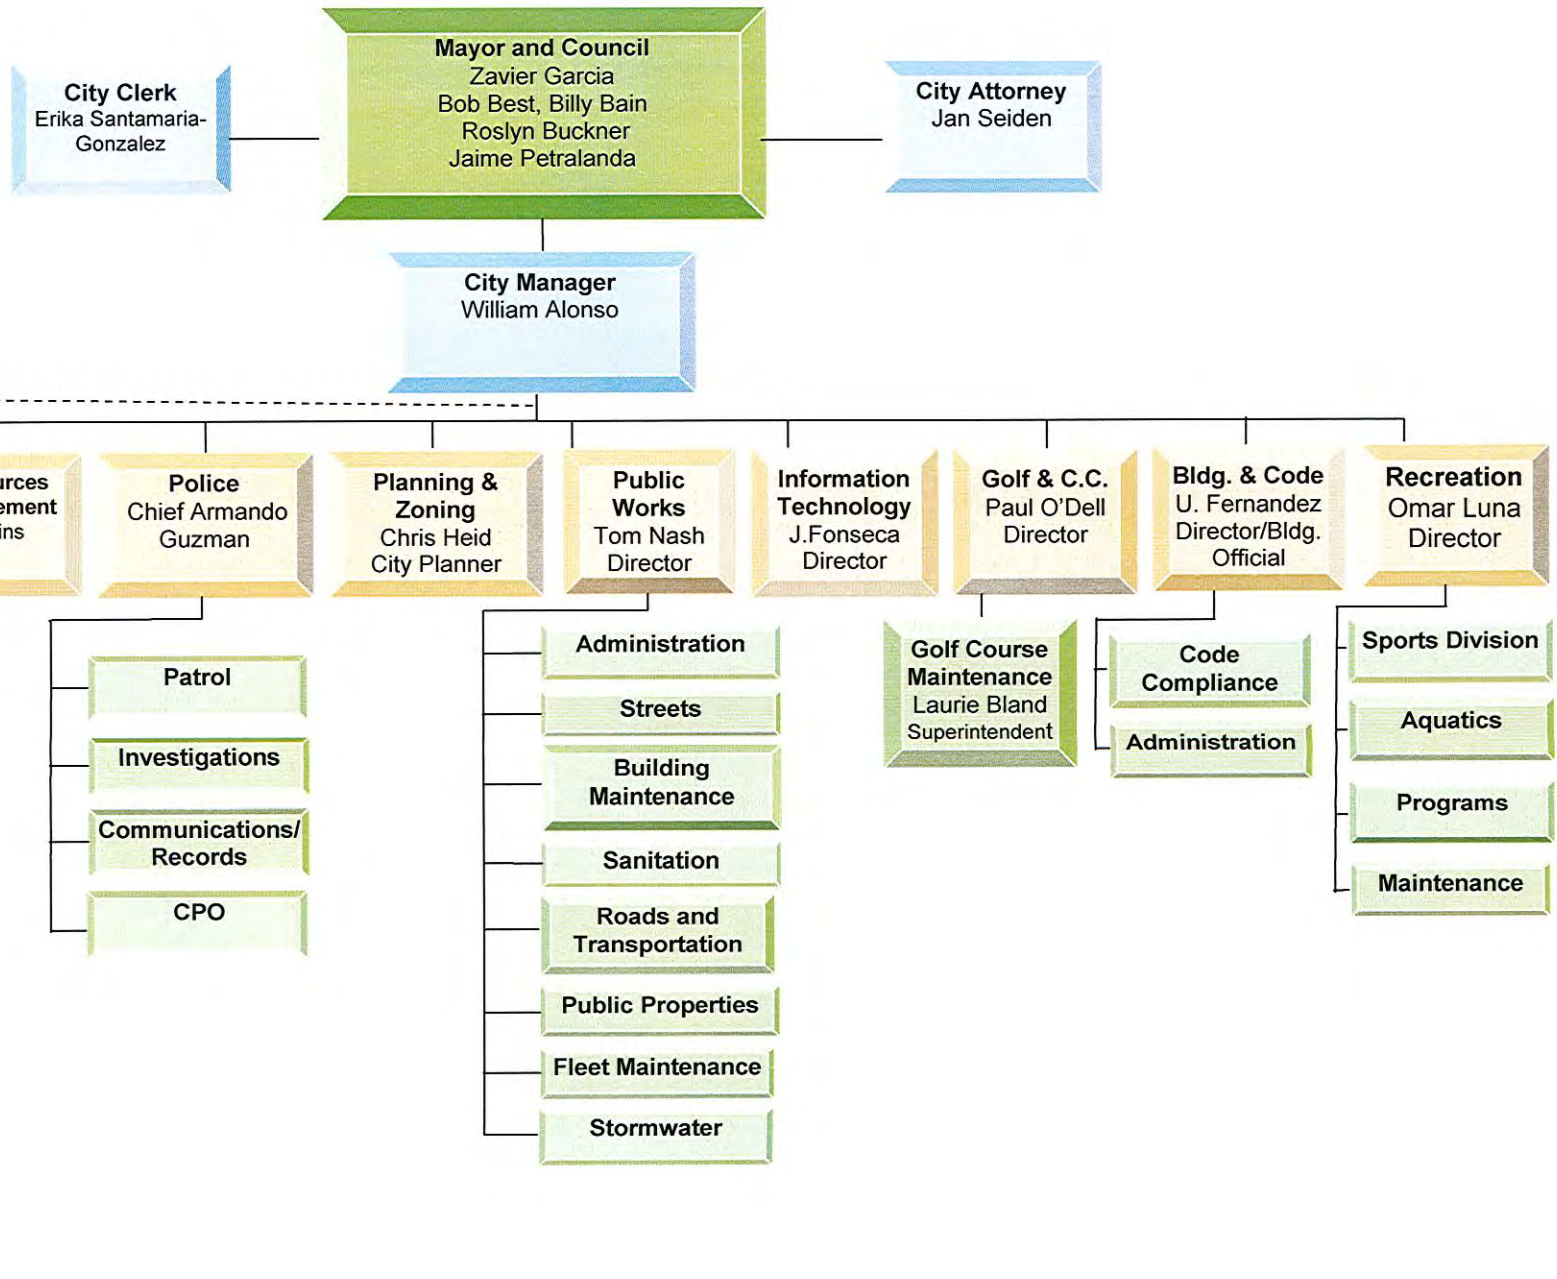 Mayor and Council
Zavier Garcia
Bob Best, Billy Bain
Roslyn Buckner
Jaime Petralanda
City Clerk
Erika Santamaria-
Gonzalez
City Attorney
Jan Seiden
City Manager
William Alonso
Police
Chief Armando
Guzman
Planning &
Zoning
Chris Heid
City Planner
Public
Works
Tom Nash
Director
Information
Technology
J.Fonseca
Director
Golf & C.C.
Paul O'Dell
Director
Bldg. & Code
U. Fernandez
Director/Bldg.
Official
Recreation
Omar Luna
Director
Patrol
Investigations
Communications/
Records
CPO
Administration
Streets
Building
Maintenance
Sanitation
Roads and
Transportation
Public Properties
Fleet Maintenance
Stormwater
Golf Course
Maintenance
Laurie Bland
Superintendent
Code
Compliance
Administration
Sports Division
Aquatics
Programs
Maintenance